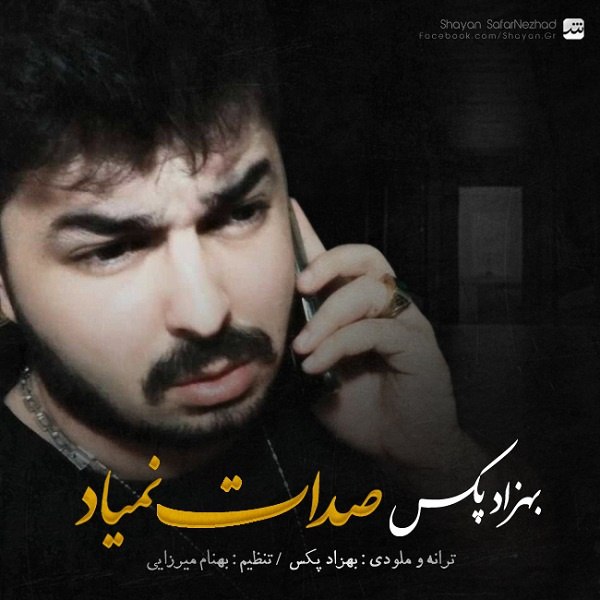 Shayan SafarNezhad
Facebook.com/Shayan.Gr
بهزاد پکس صدات نمیاد
ترانه و ملودی : بهزاد پکس / تنظیم : بهنام میرزایی